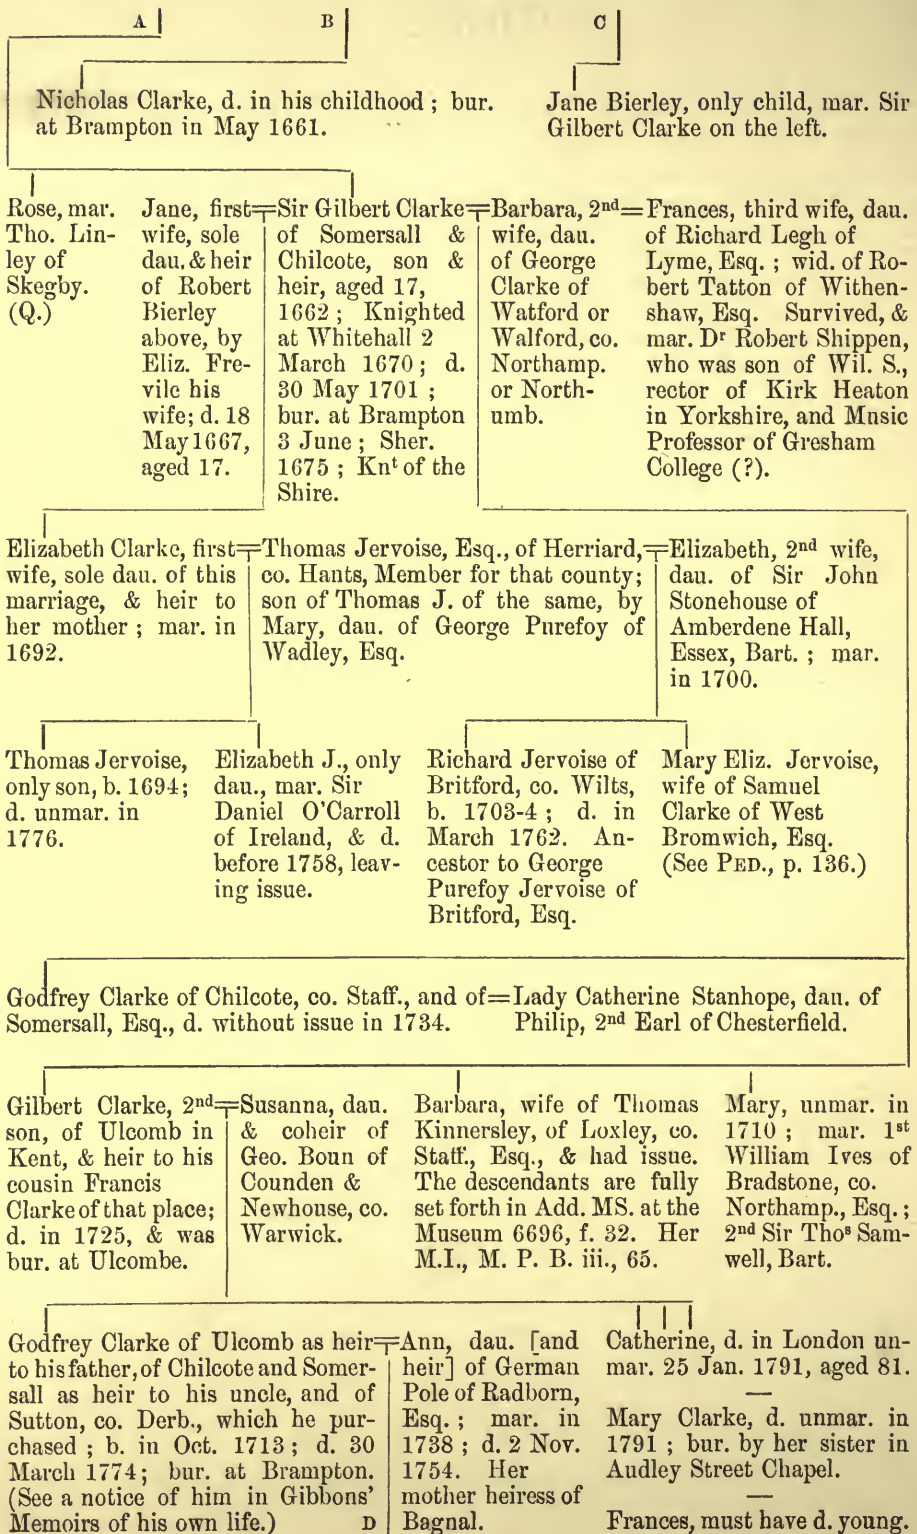 A
B
C
Nicholas Clarke, d. in his childhood ; bur.
at Brampton in May 1661.
Jane Bierley, only child, mar. Sir
Gilbert Clarke on the left.
Rose, mar.
Tho. Lin-
ley of
Skegby.
(Q.)
Jane, first
wife, sole
dau. & heir
of Robert
Bierley
above, by
Eliz. Fre-
vile his
wife; d. 18
May 1667,
aged 17.
Sir Gilbert Clarke
of Somersall &
Chilcote, son &
heir, aged 17,
1662 ; Knighted
at Whitehall 2
March 1670 ; d.
30 May 1701 ;
bur. at Brampton
3 June ; Sher.
1675 ; Knt of the
Shire.
Barbara, 2nd
wife, dau.
of George
Clarke of
Watford or
Walford, co.
Northamp.
or North-
umb.
=Frances, third wife, dau.
of Richard Legh of
Lyme, Esq. ; wid. of Ro-
bert Tatton of Withen-
shaw, Esq. Survived, &
mar. Dr Robert Shippen,
who was son of Wil. S.,
rector of Kirk Heaton
in Yorkshire, and Music
Professor of Gresham
College (?).
Elizabeth Clarke, first
wife, sole dau. of this
marriage, & heir to
her mother ; mar. in
1692.
Thomas Jervoise, Esq., of Herriard,
co. Hants, Member for that county;
son of Thomas J. of the same, by
Mary, dau. of George Purefoy of
Wadley, Esq.
Elizabeth, 2nd wife,
dau. of Sir John
Stonehouse of
Amberdene Hall,
Essex, Bart. ; mar.
in 1700.
Thomas Jervoise,
only son, b. 1694;
d. unmar. in
1776.
Elizabeth J., only
dau., mar. Sir
Daniel O'Carroll
of Ireland, & d.
before 1758, leav-
ing issue.
Richard Jervoise of
Britford, co. Wilts,
b. 1703-4 ; d. in
March 1762. An-
cestor to George
Purefoy Jervoise of
Britford, Esq.
Mary Eliz. Jervoise,
wife of Samuel
Clarke of West
Bromwich, Esq.
(See PED., p. 136.)
Godfrey Clarke of Chilcote, co. Staff., and of
Somersall, Esq., d. without issue in 1734.
=Lady Catherine Stanhope, dau. of
Philip, 2nd Earl of Chesterfield.
Gilbert Clarke, 2nd
son, of Ulcomb in
Kent, & heir to his
cousin Francis
Clarke of that place;
d. in 1725, & was
bur. at Ulcombe.
Susanna, dau.
& coheir of
Geo. Boun of
Counden &
Newhouse, co.
Warwick.
Barbara, wife of Thomas
Kinnersley, of Loxley, co.
Staff., Esq., & had issue.
The descendants are fully
set forth in Add. MS. at the
Museum 6696, f. 32. Her
M.I., M. P. B. iii., 65.
Mary, unmar. in
1710 ; mar. 1st
William Ives of
Bradstone, co.
Northamp., Esq. ;
2nd Sir Thos Sam-
well, Bart.
Godfrey Clarke of Ulcomb as heir
to his father, of Chilcote and Somer-
sall as heir to his uncle, and of
Sutton, co. Derb., which he pur-
chased ; b. in Oct. 1713 ; d. 30
March 1774; bur. at Brampton.
(See a notice of him in Gibbons'
Memoirs of his own life.) D
Ann, dau. [and
heir] of German
Pole of Radborn,
Esq. ; mar. in
1738 ; d. 2 Nov.
1754. Her
mother heiress of
Bagnal.
Catherine, d. in London un-
mar. 25 Jan. 1791, aged 81.
—
Mary Clarke, d. unmar. in
1791 ; bur. by her sister in
Audley Street Chapel.
—
Frances, must have d. young.